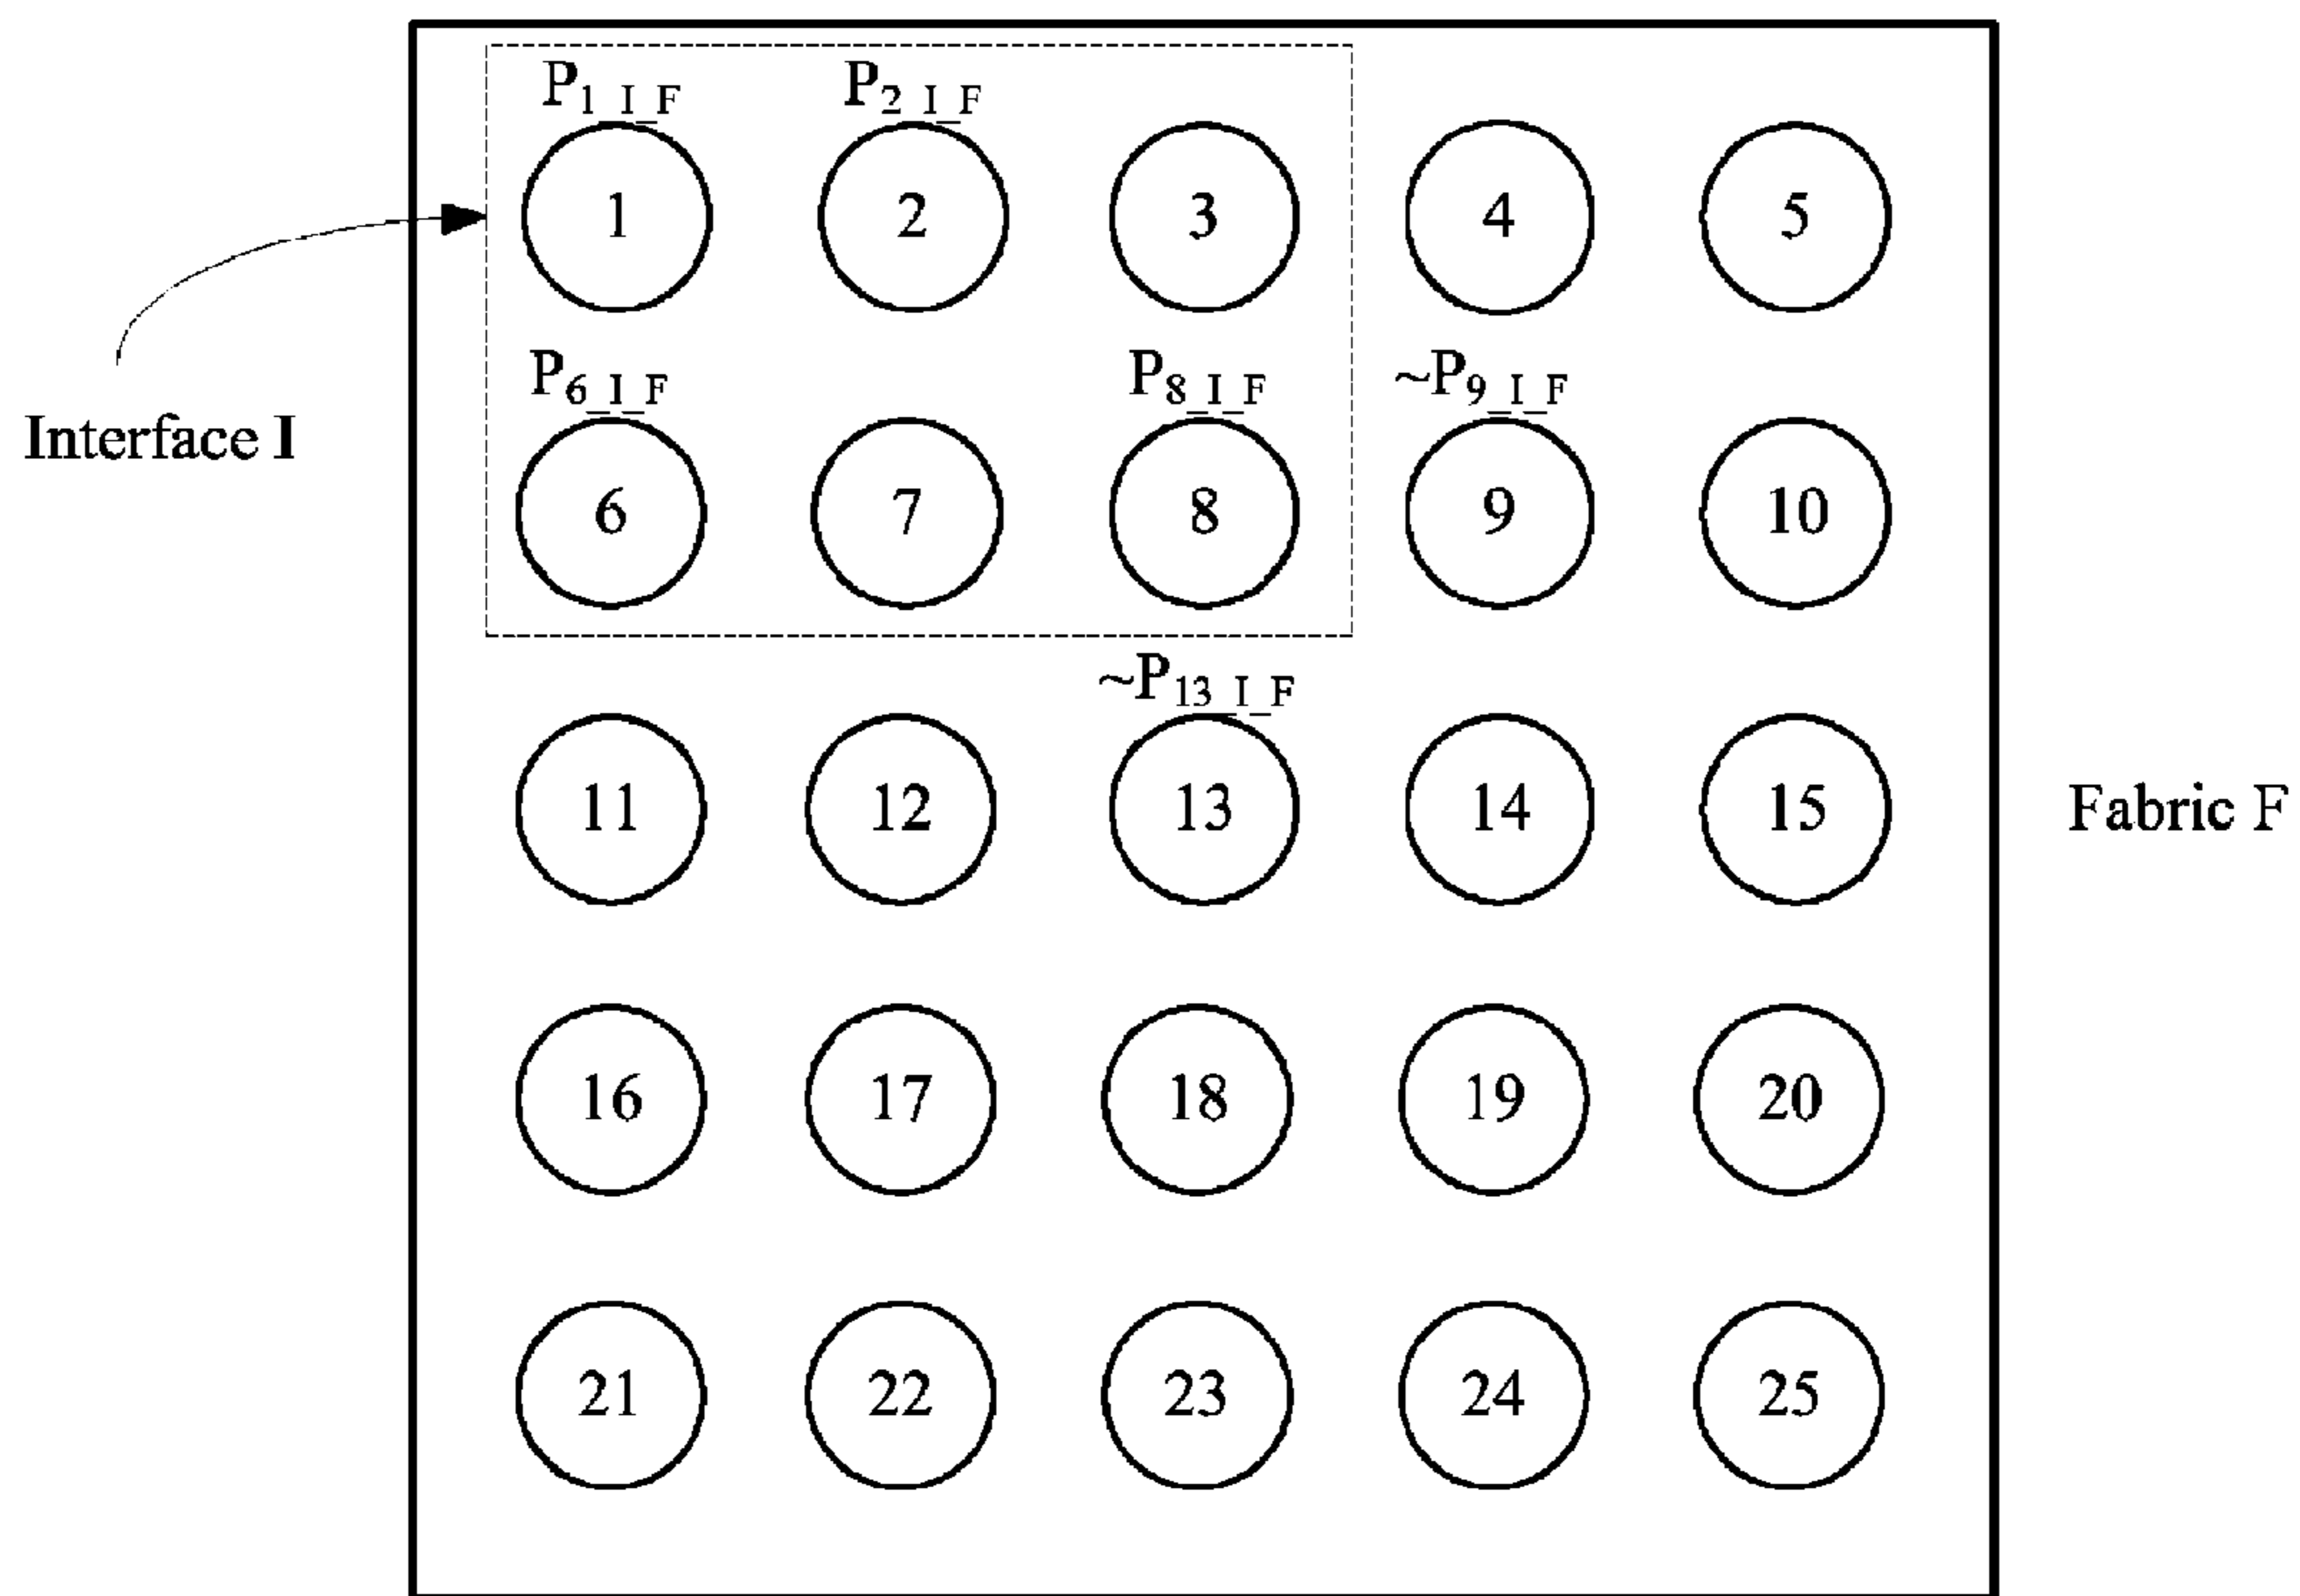 P1_I_F P2_I_F
1 2 3 4 5
P6_I_F P8_I_F ~P9_I_F
Interface I
6 7 8 9 10
~P13_I_F
11 12 13 14 15
Fabric F
16 17 18 19 20
21 22 23 24 25